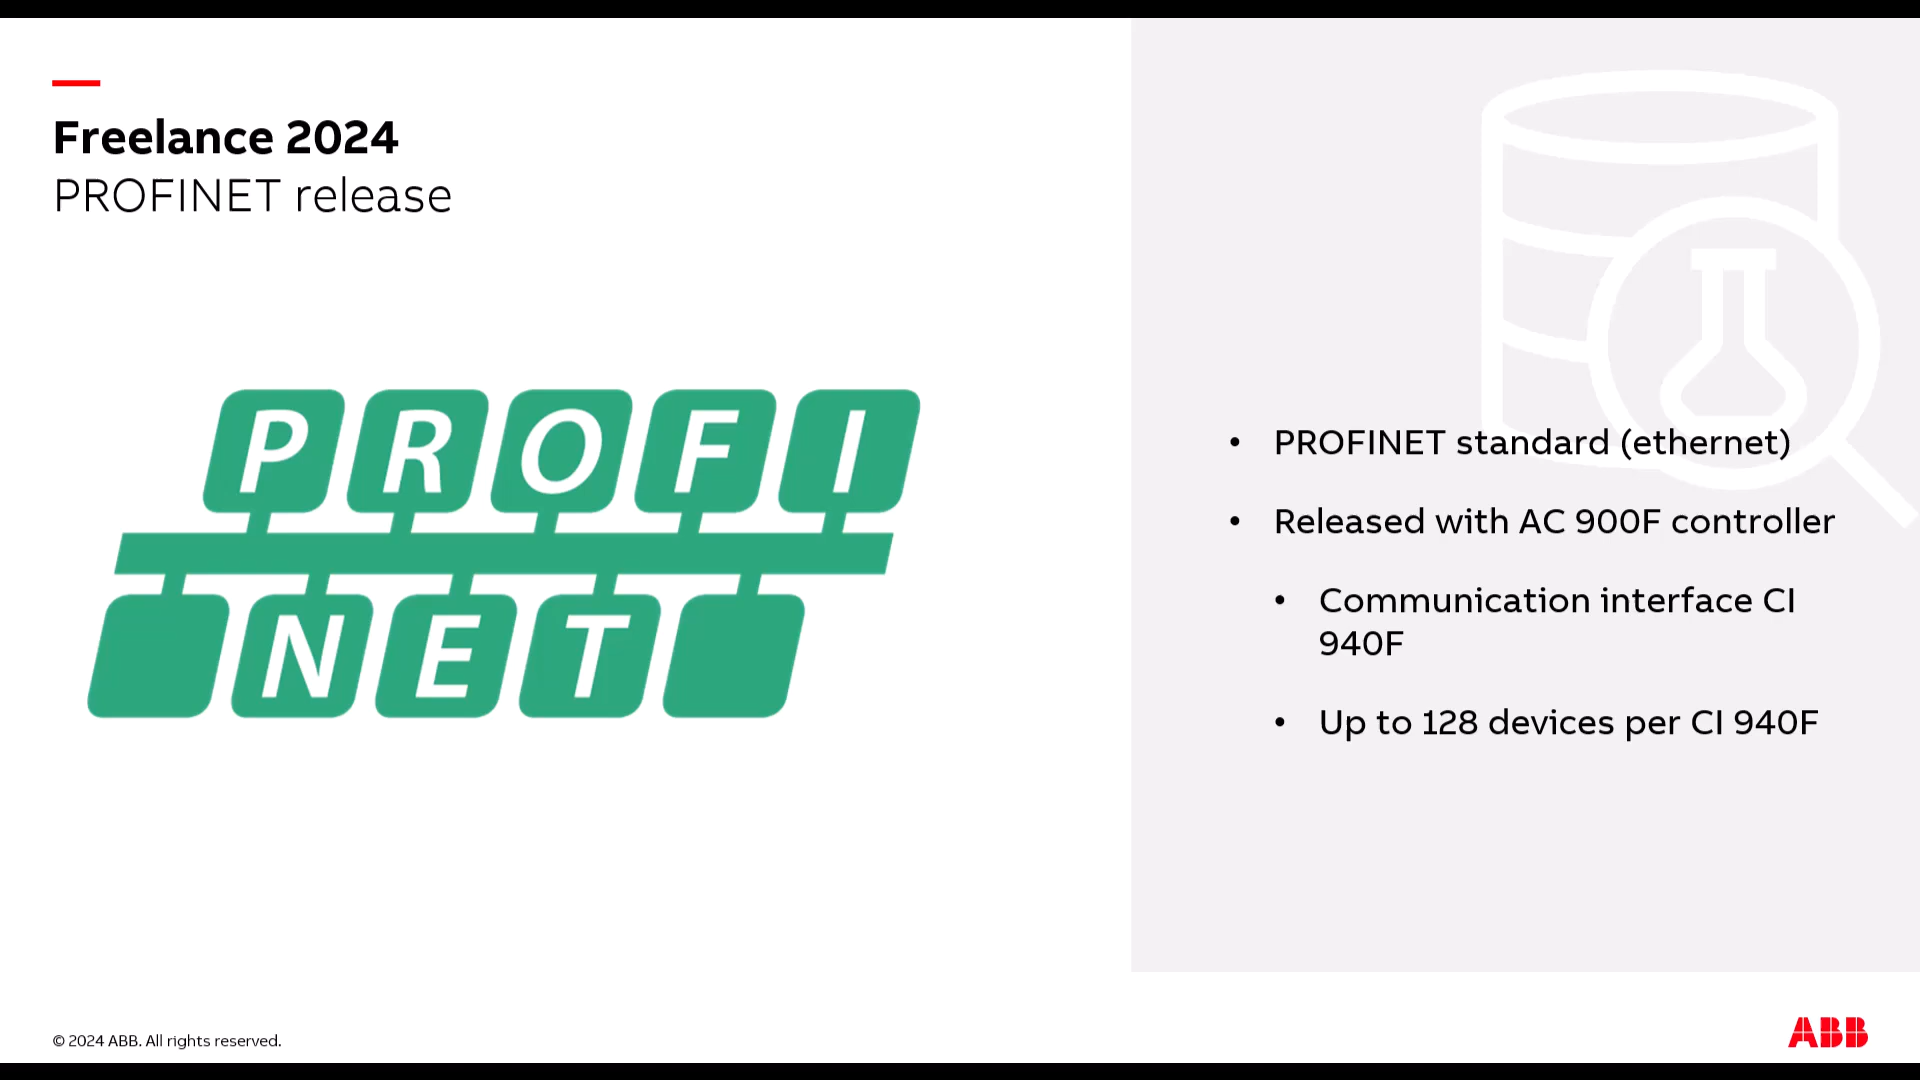 Freelance 2024
PROFINET release
PROFI
NET
• PROFINET standard (ethernet)
• Released with AC 900F controller
• Communication interface CI
940F
• Up to 128 devices per CI 940F
© 2024 ABB. All rights reserved.
ABB